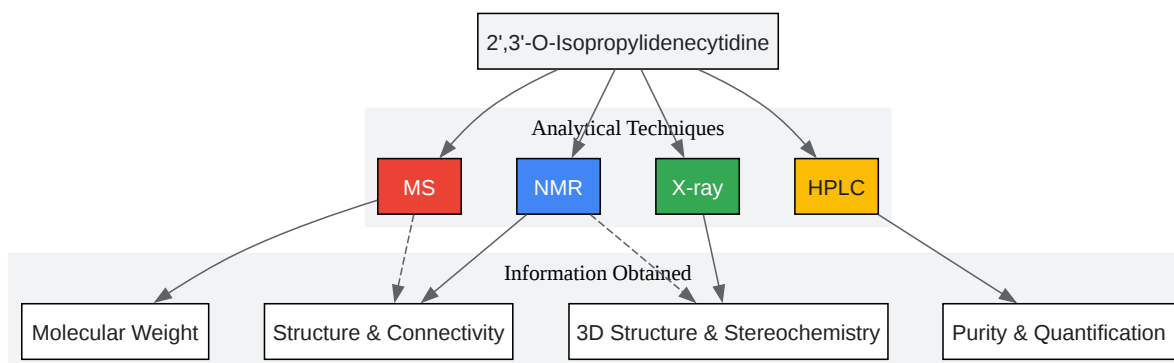 2',3'-O-Isopropylidenecytidine
Analytical Techniques
MS
NMR
X-ray
HPLC
Information Obtained
Molecular Weight
Structure & Connectivity
3D Structure & Stereochemistry
Purity & Quantification